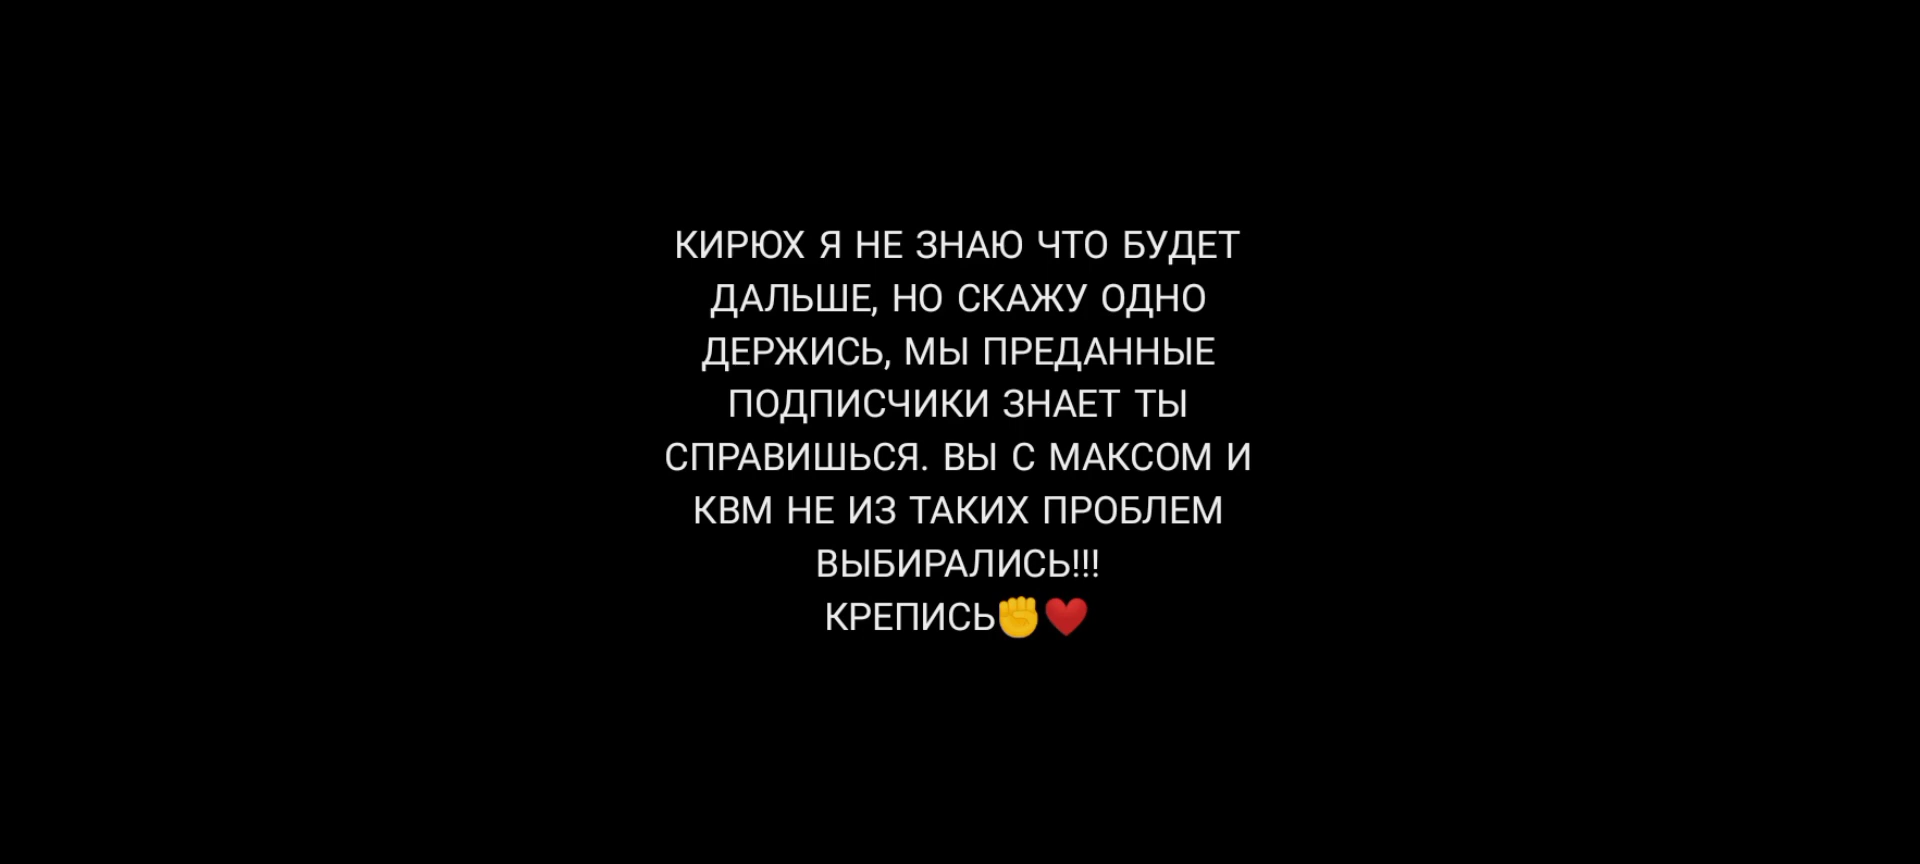 КИРЮХ Я НЕ ЗНАЮ ЧТО БУДЕТ
ДАЛЬШЕ, НО СКАЖУ ОДНО
ДЕРЖИСЬ, МЫ ПРЕДАННЫЕ
ПОДПИСЧИКИ ЗНАЕТ ТЫ
СПРАВИШЬСЯ. ВЫ С МАКСОМ И
КВМ НЕ ИЗ ТАКИХ ПРОБЛЕМ
ВЫБИРАЛИСЬ!!!
КРЕПИСЬ✊❤️